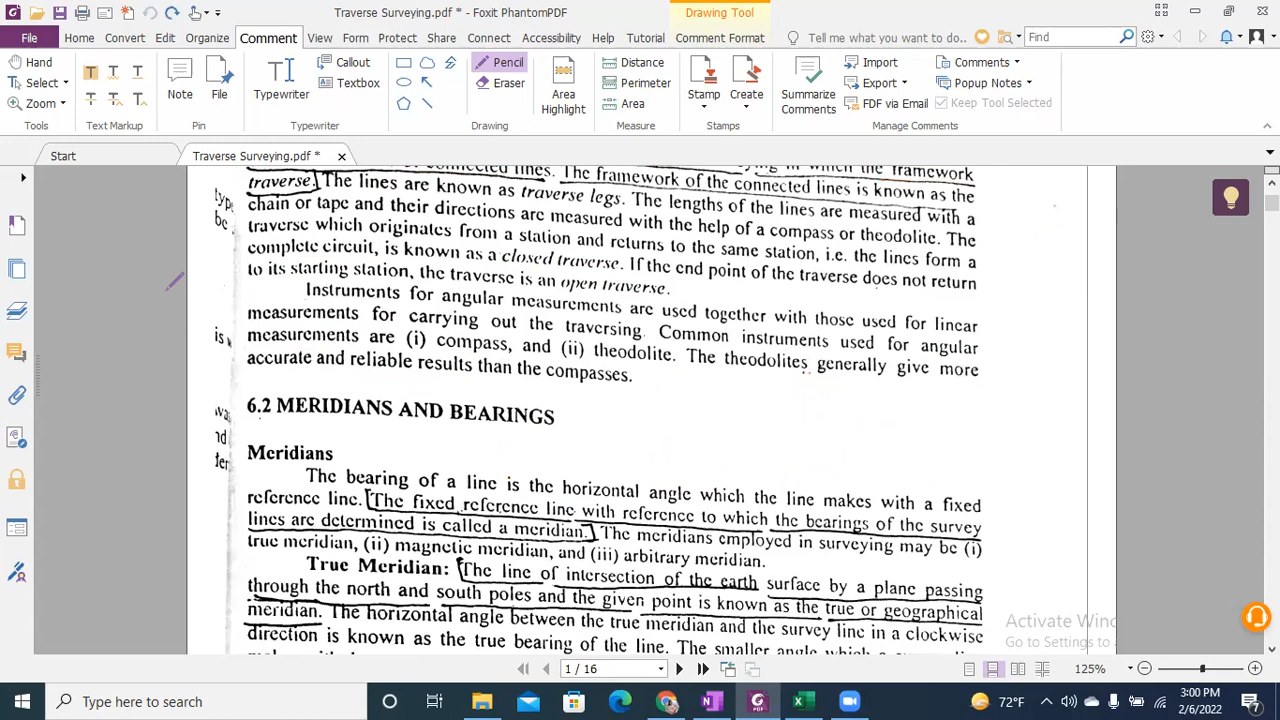 Traverse Surveying.pdf * - Foxit PhantomPDF
Drawing Tool
File Home Convert Edit Organize Comment View Form Protect Share Connect Accessibility Help Tutorial Comment Format Tell me what you want to do... Find
Hand
Select
Zoom
Tools
Text Markup
Note
File
Pin
Typewriter
Callout
Textbox
Typewriter
Pencil
Eraser
Area Highlight
Drawing
Distance
Perimeter
Area
Measure
Stamp
Create
Stamps
Summarize Comments
Import
Export
FDF via Email
Comments
Popup Notes
Keep Tool Selected
Manage Comments
Start
Traverse Surveying.pdf *
connected lines. The framework of the connected lines is known as the
in which the framework
traverse. The lines are known as traverse legs. The lengths of the lines are measured with a
chain or tape and their directions are measured with the help of a compass or theodolite. The
traverse which originates from a station and returns to the same station, i.e. the lines form a
complete circuit, is known as a closed traverse. If the end point of the traverse does not return
to its starting station, the traverse is an open traverse.
Instruments for angular measurements are used together with those used for linear
measurements for carrying out the traversing. Common instruments used for angular
measurements are (i) compass, and (ii) theodolite. The theodolites generally give more
accurate and reliable results than the compasses.
6.2 MERIDIANS AND BEARINGS
Meridians
The bearing of a line is the horizontal angle which the line makes with a fixed
reference line. The fixed reference line with reference to which the bearings of the survey
lines are determined is called a meridian. The meridians employed in surveying may be (i)
true meridian, (ii) magnetic meridian, and (iii) arbitrary meridian.
True Meridian: The line of intersection of the earth surface by a plane passing
through the north and south poles and the given point is known as the true or geographical
meridian. The horizontal angle between the true meridian and the survey line in a clockwise
direction is known as the true bearing of the line. The smaller angle which a
Activate Wind
Go to Settings to
1 / 16
125%
Type here to search
72°F
3:00 PM
2/6/2022